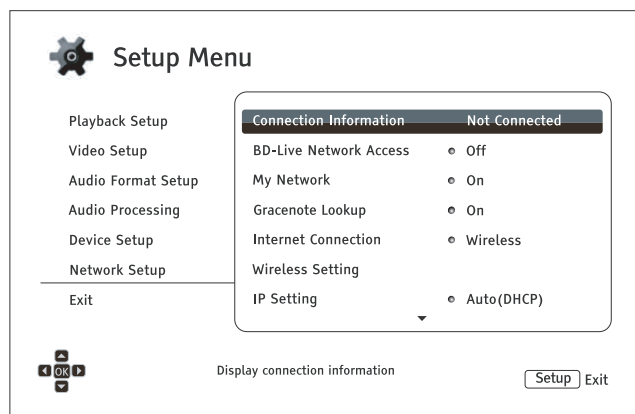 Setup Menu
Playback Setup
Video Setup
Audio Format Setup
Audio Processing
Device Setup
Network Setup
Exit
Connection Information Not Connected
BD-Live Network Access Off
My Network On
Gracenote Lookup On
Internet Connection Wireless
Wireless Setting
IP Setting Auto(DHCP)
OK
Display connection information
Setup Exit